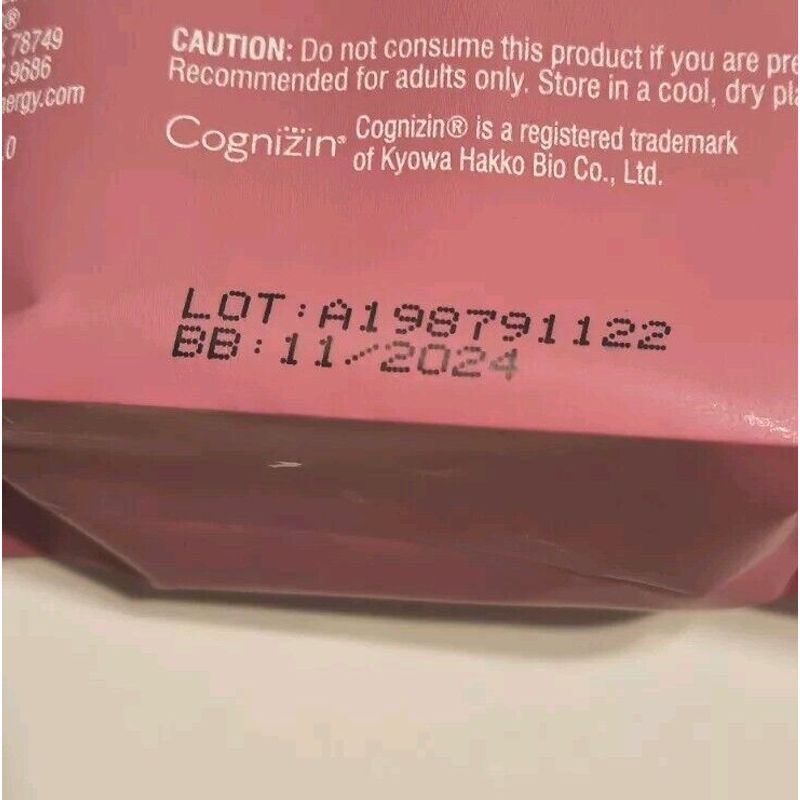 ®
78749
9686
ergy.com
.0
CAUTION: Do not consume this product if you are
Recommended for adults only. Store in a cool, dry
Cognizin®
Cognizin® is a registered trademark
of Kyowa Hakko Bio Co., Ltd.
LOT:A198791122
BB:11/2024